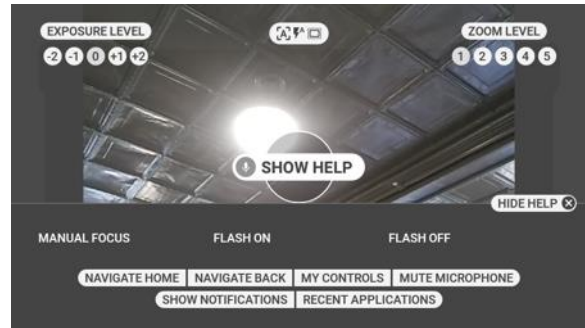 EXPOSURE LEVEL
ZOOM LEVEL
-2 -1 0 +1 +2
1 2 3 4 5
SHOW HELP
HIDE HELP
MANUAL FOCUS FLASH ON FLASH OFF
NAVIGATE HOME NAVIGATE BACK MY CONTROLS MUTE MICROPHONE
SHOW NOTIFICATIONS RECENT APPLICATIONS